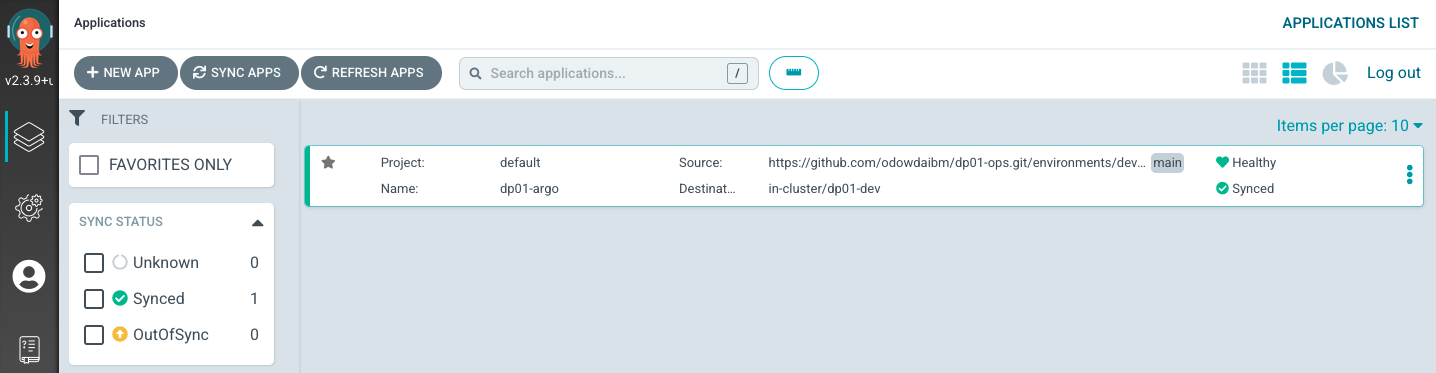 Applications
APPLICATIONS LIST
v2.3.9+u
NEW APP
SYNC APPS
REFRESH APPS
Search applications...
/
Log out
FILTERS
Items per page: 10
FAVORITES ONLY
Project: default Source: https://github.com/odowdaibm/dp01-ops.git/environments/dev... main Healthy
Name: dp01-argo Destinat... in-cluster/dp01-dev Synced
SYNC STATUS
Unknown 0
Synced 1
OutOfSync 0